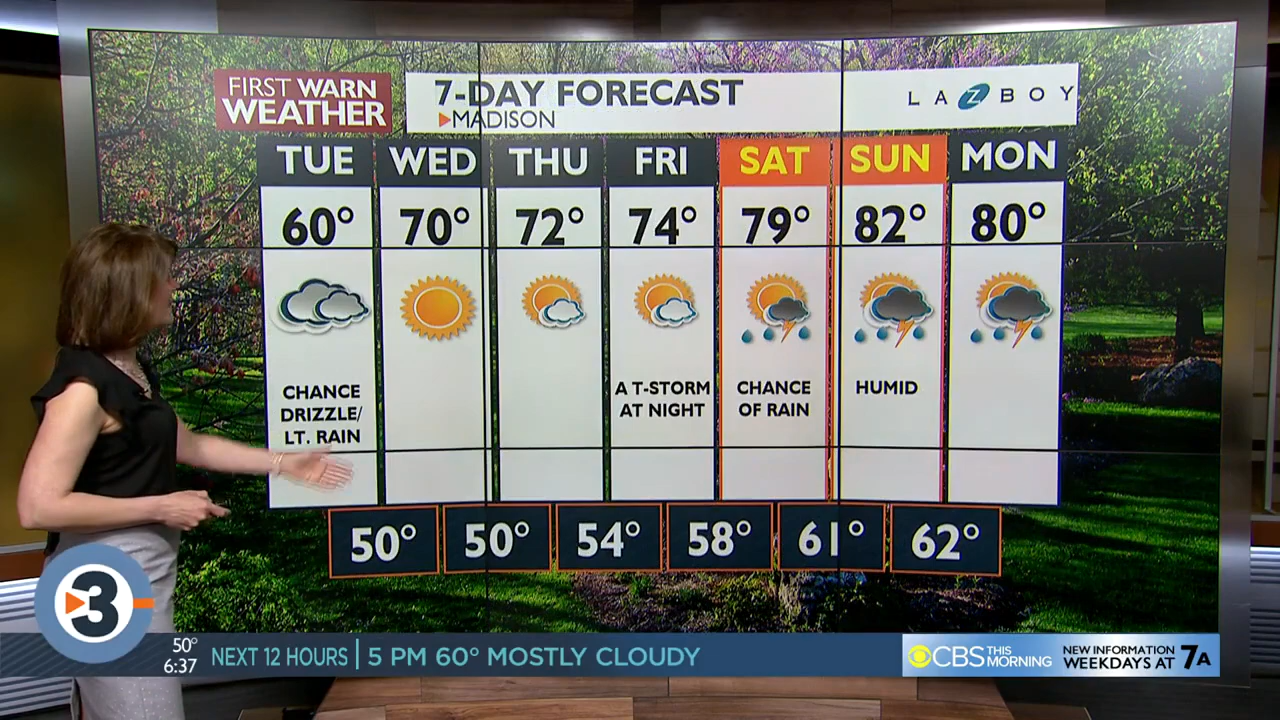 FIRST WARN
WEATHER
7-DAY FORECAST
MADISON
LA Z BOY
TUE WED THU FRI SAT SUN MON
60° 70° 72° 74° 79° 82° 80°
CHANCE
DRIZZLE/
LT. RAIN
A T-STORM
AT NIGHT
CHANCE
OF RAIN
HUMID
50° 50° 54° 58° 61° 62°
3
50°
6:37
NEXT 12 HOURS | 5 PM 60° MOSTLY CLOUDY
CBS THIS MORNING
NEW INFORMATION
WEEKDAYS AT 7A